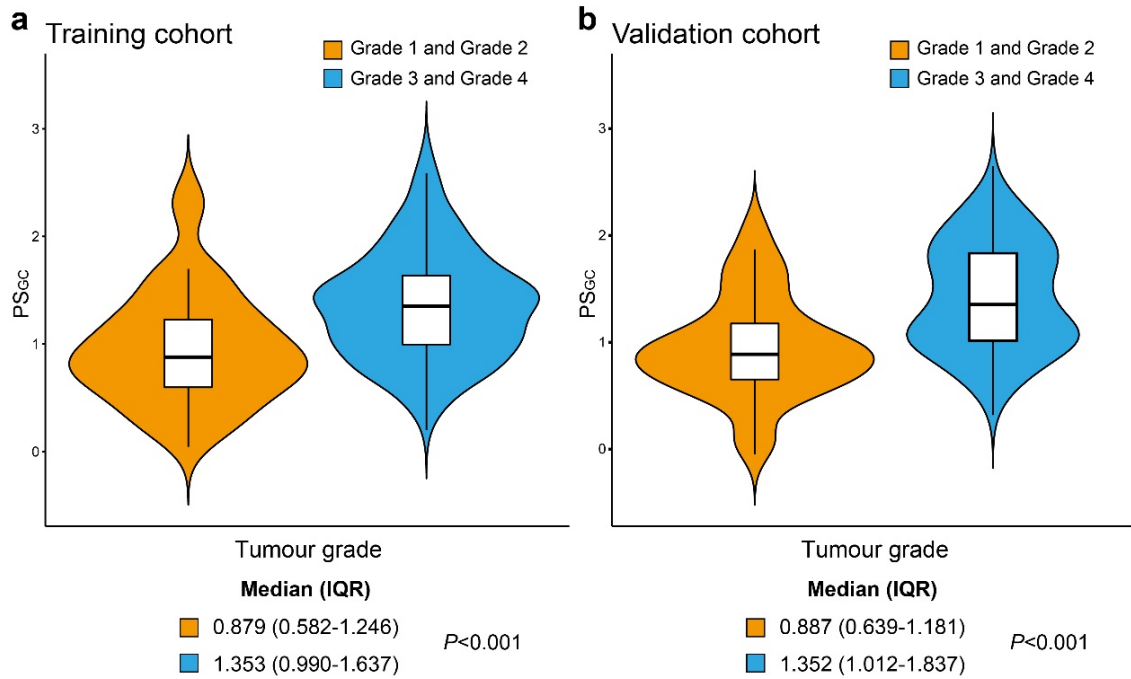 a Training cohort
Grade 1 and Grade 2
Grade 3 and Grade 4
3
2
1
0
PSGC
Tumour grade
Median (IQR)
0.879 (0.582-1.246)
1.353 (0.990-1.637)
P<0.001
b Validation cohort
Grade 1 and Grade 2
Grade 3 and Grade 4
3
2
1
0
PSGC
Tumour grade
Median (IQR)
0.887 (0.639-1.181)
1.352 (1.012-1.837)
P<0.001